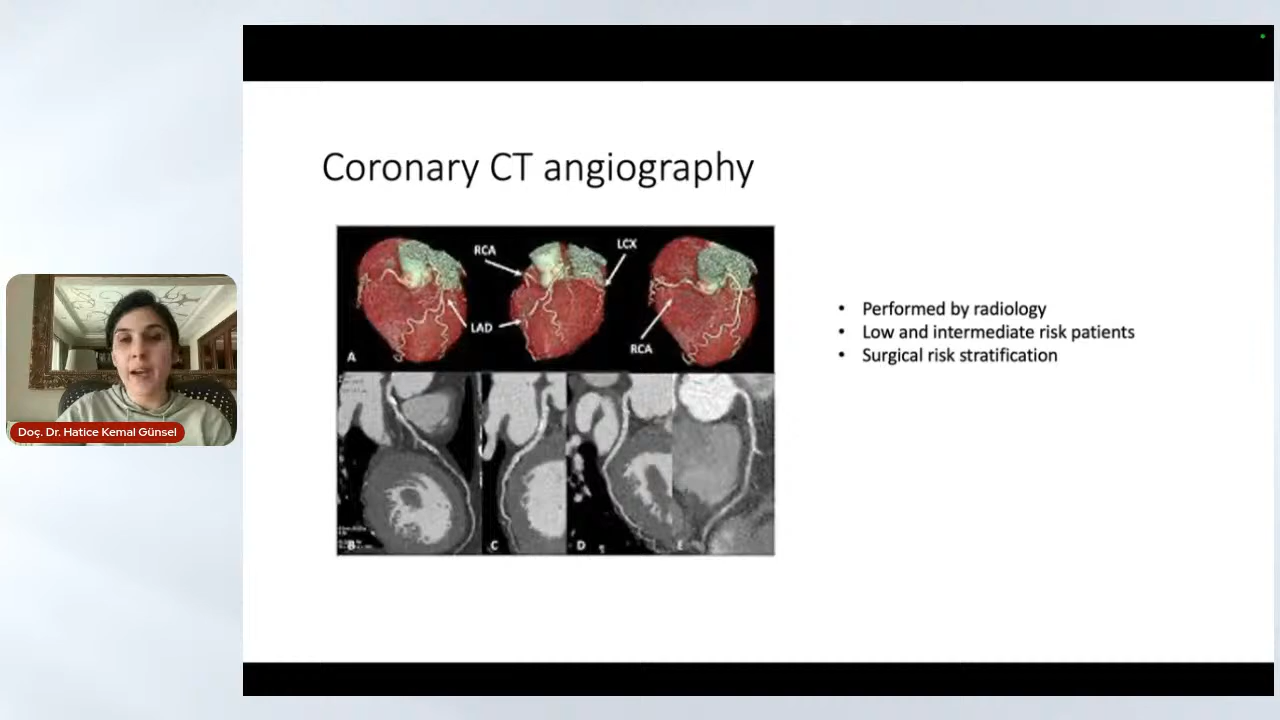 Coronary CT angiography
RCA
LCX
LAD
RCA
A
B
C
D
E
• Performed by radiology
• Low and intermediate risk patients
• Surgical risk stratification
Doç. Dr. Hatice Kemal Günsel